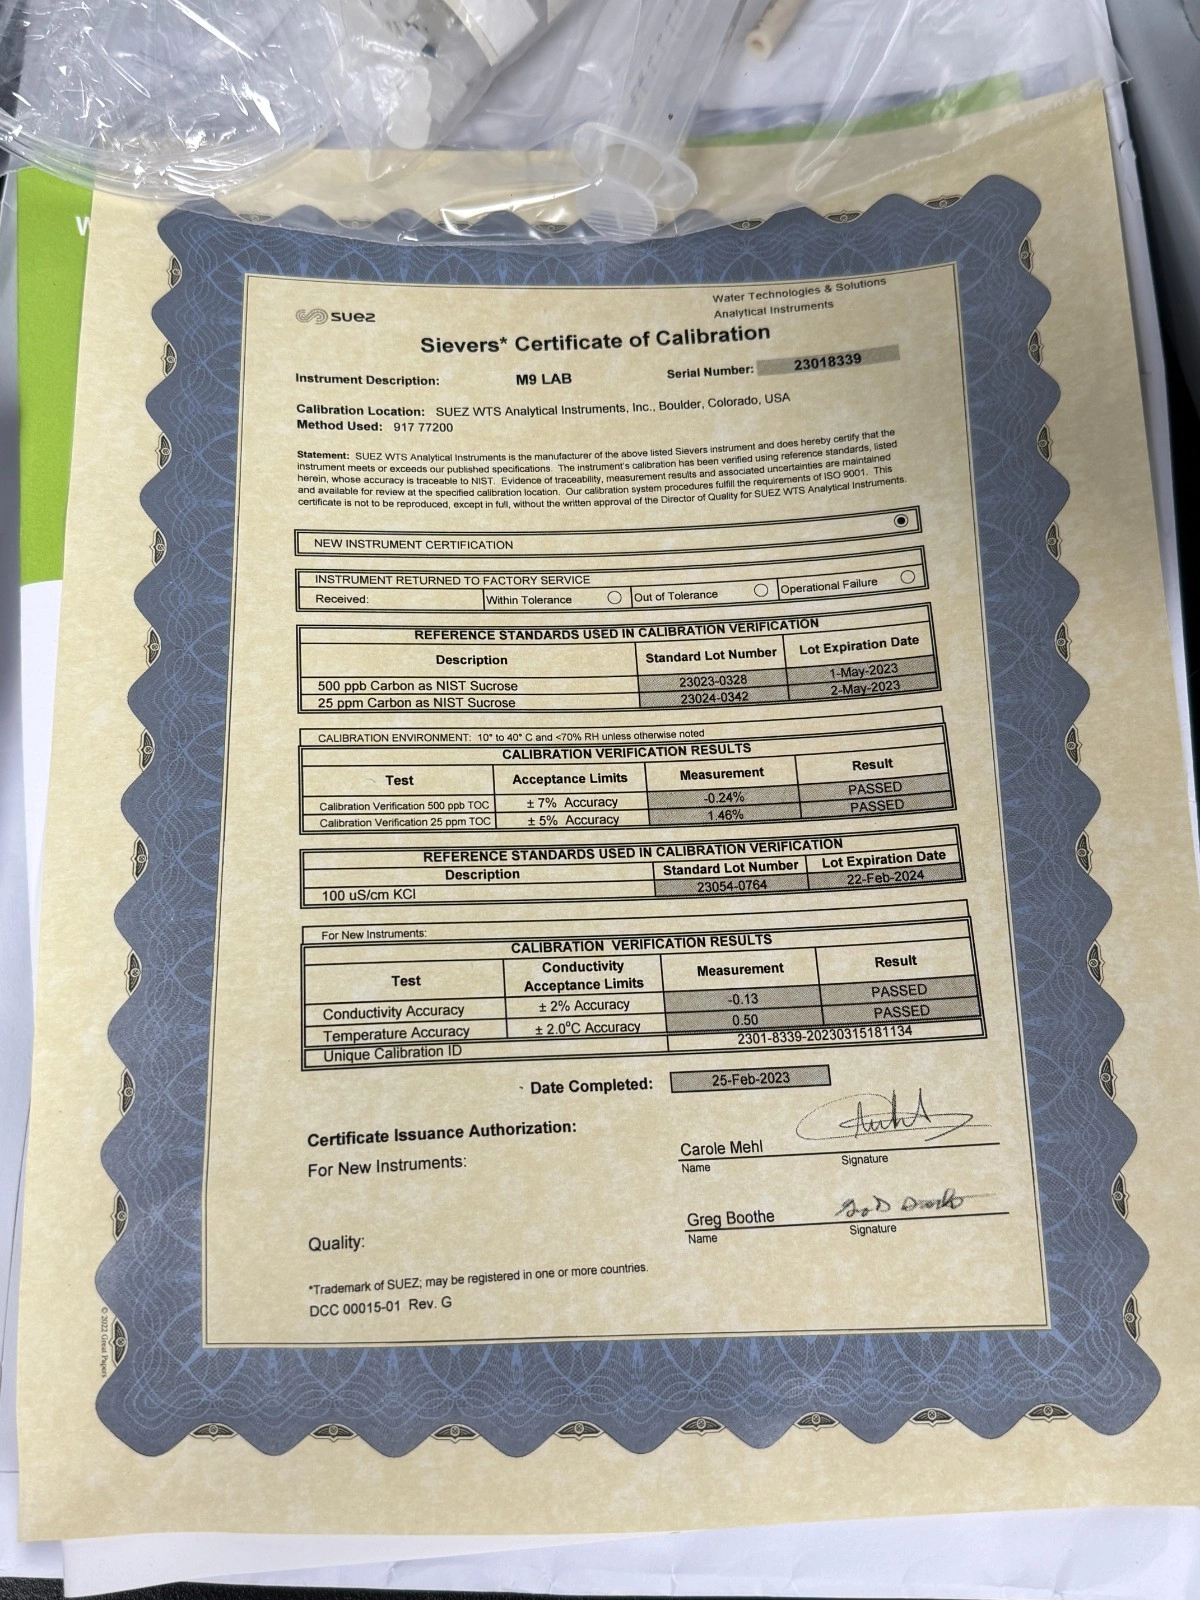 W
SUEZ
Water Technologies & Solutions
Analytical Instruments
Sievers* Certificate of Calibration
Instrument Description: M9 LAB Serial Number: 23018339
Calibration Location: SUEZ WTS Analytical Instruments, Inc., Boulder, Colorado, USA
Method Used: 917 77200
Statement: SUEZ WTS Analytical Instruments is the manufacturer of the above listed Sievers instrument and does hereby certify that the
instrument meets or exceeds our published specifications. The instrument's calibration has been verified using reference standards, listed
herein, whose accuracy is traceable to NIST. Evidence of traceability, measurement results and associated uncertainties are maintained
and available for review at the specified calibration location. Our calibration system procedures fulfill the requirements of ISO 9001. This
certificate is not to be reproduced, except in full, without the written approval of the Director of Quality for SUEZ WTS Analytical Instruments.
NEW INSTRUMENT CERTIFICATION
INSTRUMENT RETURNED TO FACTORY SERVICE
Received: Within Tolerance Out of Tolerance Operational Failure
REFERENCE STANDARDS USED IN CALIBRATION VERIFICATION
Description Standard Lot Number Lot Expiration Date
500 ppb Carbon as NIST Sucrose 23023-0328 1-May-2023
25 ppm Carbon as NIST Sucrose 23024-0342 2-May-2023
CALIBRATION ENVIRONMENT: 10° to 40° C and <70% RH unless otherwise noted
CALIBRATION VERIFICATION RESULTS
Test Acceptance Limits Measurement Result
Calibration Verification 500 ppb TOC ± 7% Accuracy -0.24% PASSED
Calibration Verification 25 ppm TOC ± 5% Accuracy 1.46% PASSED
REFERENCE STANDARDS USED IN CALIBRATION VERIFICATION
Description Standard Lot Number Lot Expiration Date
100 uS/cm KCl 23054-0764 22-Feb-2024
For New Instruments:
CALIBRATION VERIFICATION RESULTS
Test Conductivity Acceptance Limits Measurement Result
Conductivity Accuracy ± 2% Accuracy -0.13 PASSED
Temperature Accuracy ± 2.0°C Accuracy 0.50 PASSED
Unique Calibration ID 2301-8339-20230315181134
Date Completed: 25-Feb-2023
Certificate Issuance Authorization:
For New Instruments: Carole Mehl
Name Signature
Quality: Greg Boothe
Name Signature
*Trademark of SUEZ; may be registered in one or more countries.
DCC 00015-01 Rev. G
© 2022 Great Papers